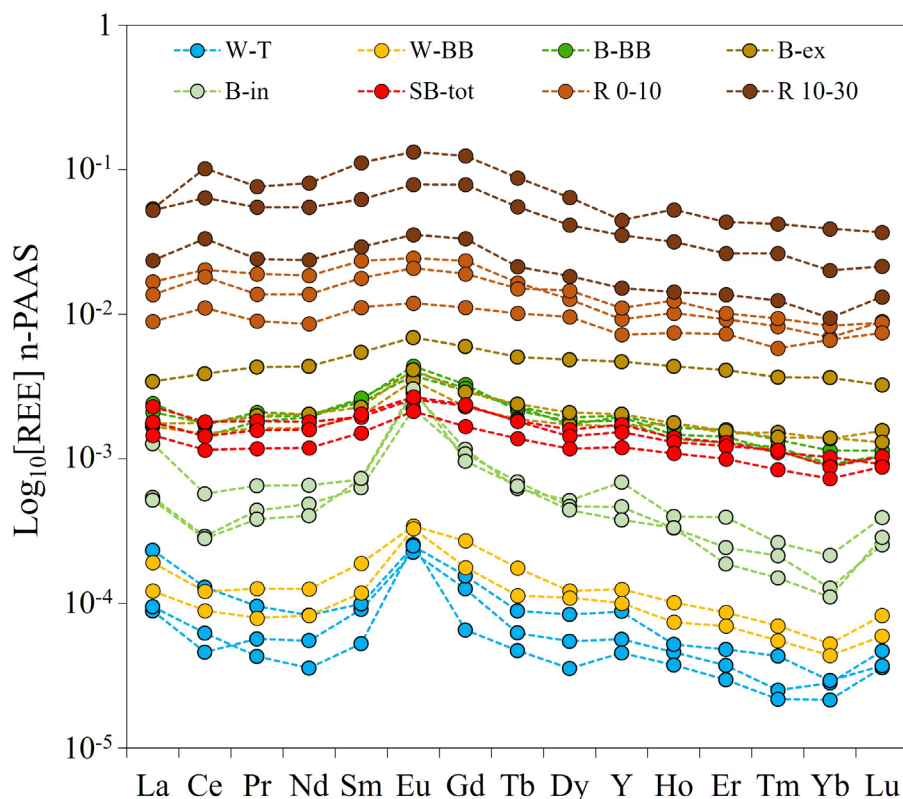 1
W-T W-BB B-BB B-ex
B-in SB-tot R 0-10 R 10-30
10⁻¹
10⁻²
10⁻³
10⁻⁴
10⁻⁵
Log₁₀[REE] n-PAAS
La Ce Pr Nd Sm Eu Gd Tb Dy Y Ho Er Tm Yb Lu